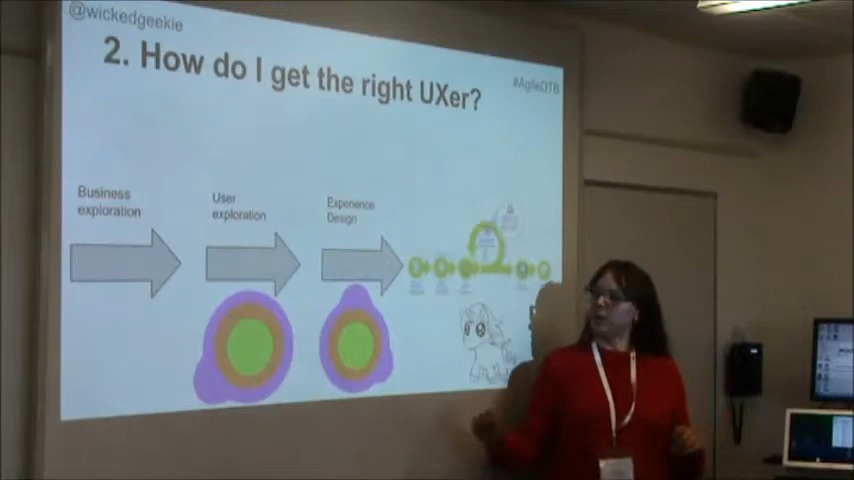 @wickedgeekie
2. How do I get the right UXer?
#AgileOTB
Business
exploration
User
exploration
Experience
Design